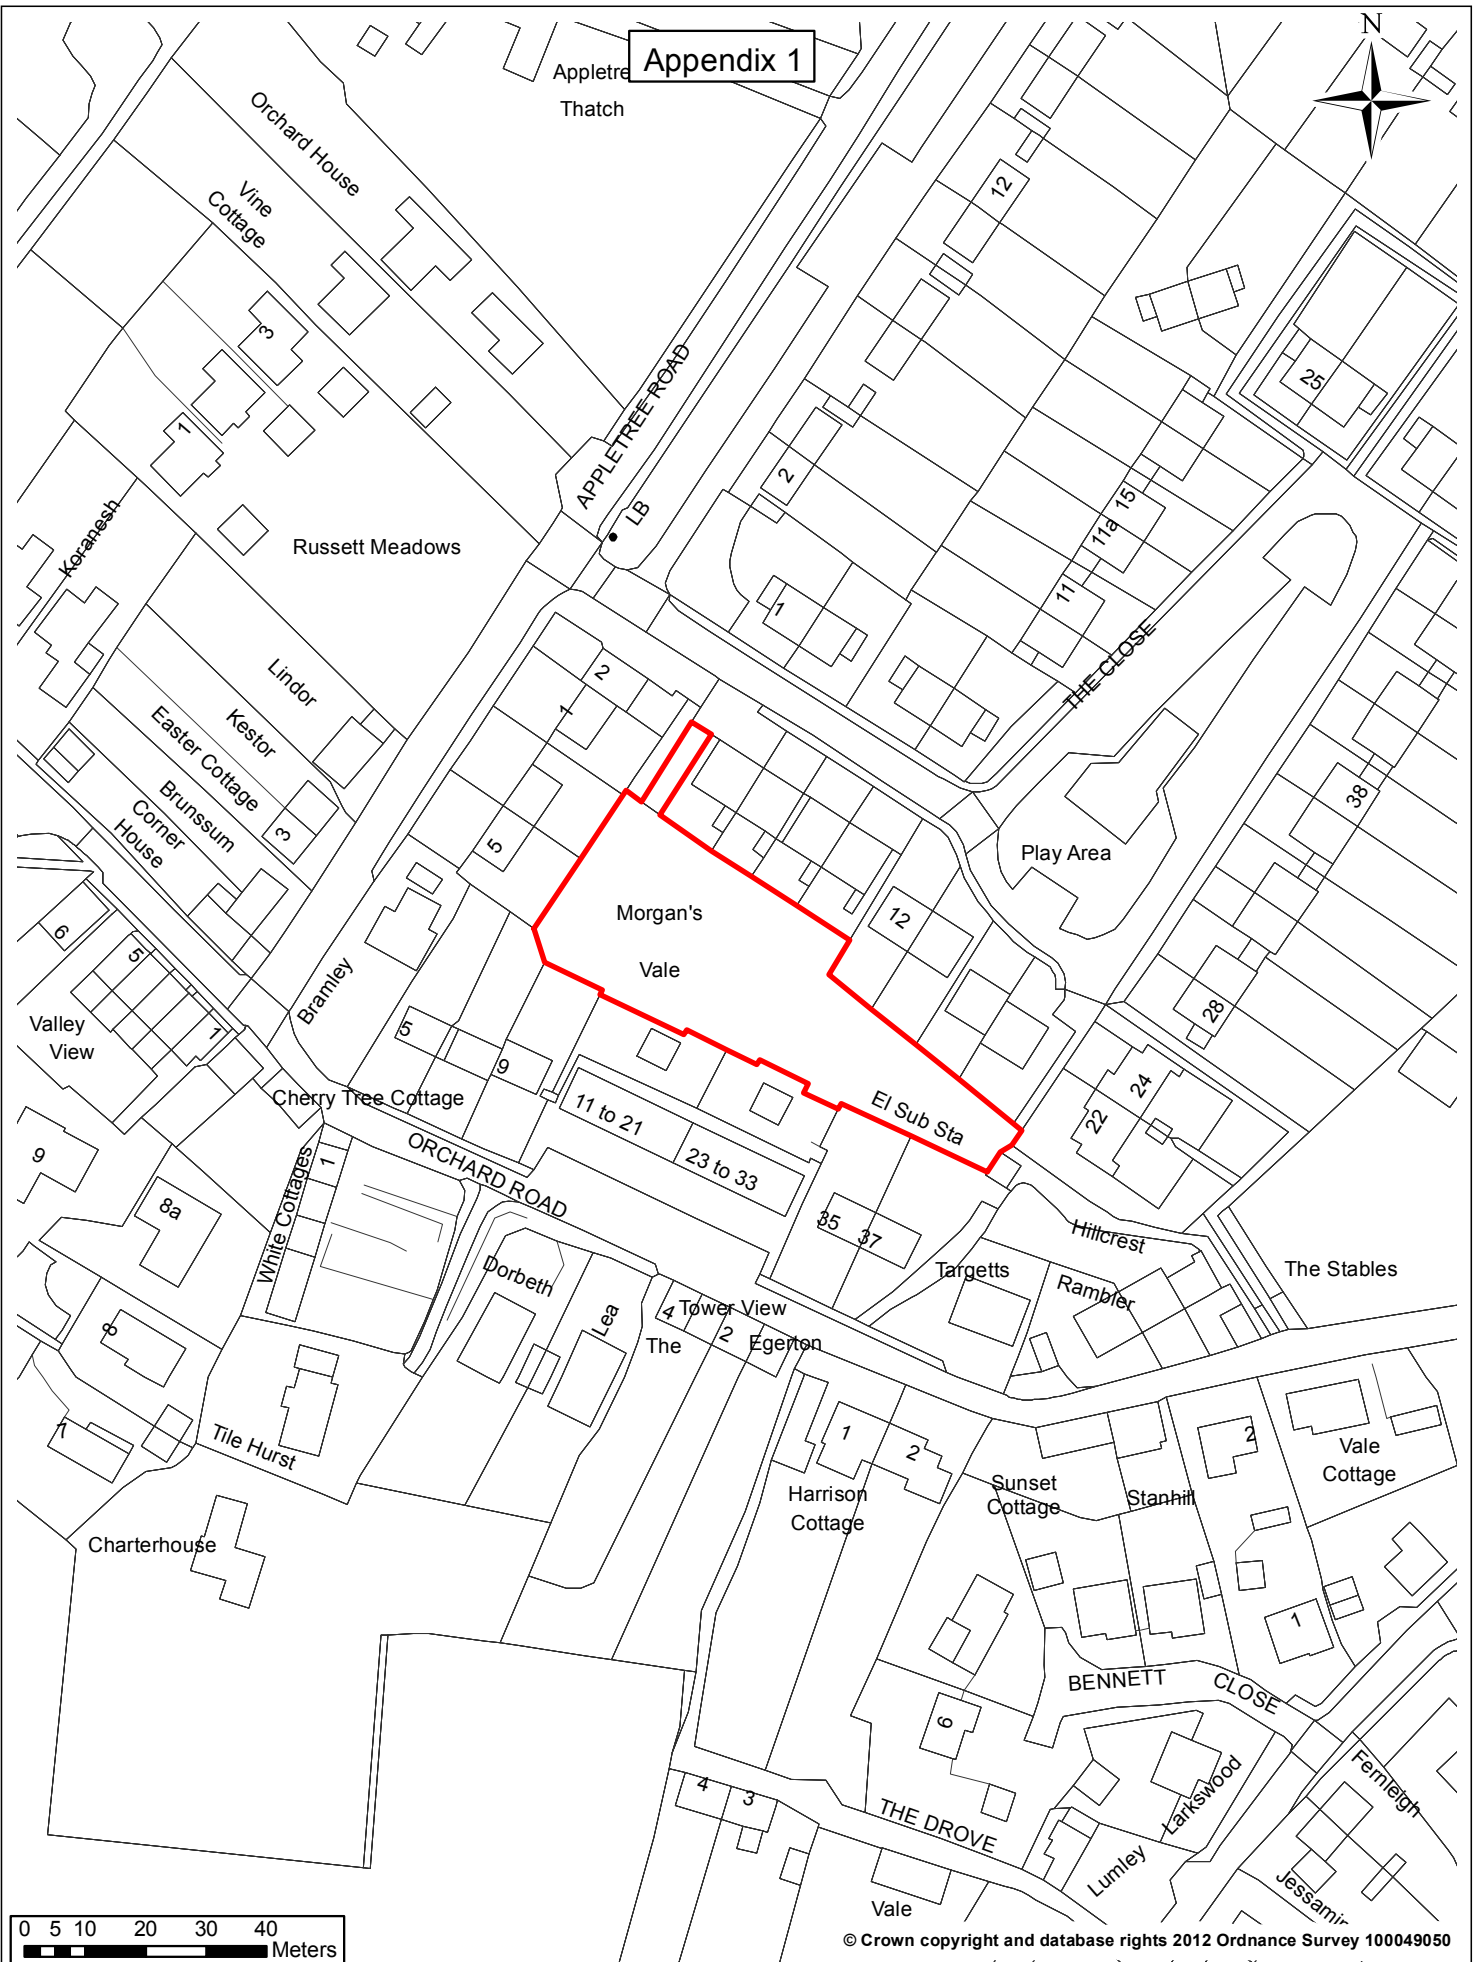 Appendix 1
N
Appletre
Thatch
Orchard House
Vine
Cottage
12
3
25
APPLETREE ROAD
1
2
LB
15
11a
Koranesh
Russett Meadows
11
1
THE CLOSE
Lindor
2
Kestor
1
Easter Cottage
38
Brunssum
Corner
House
3
5
Play Area
Morgan's
Vale
12
6
5
Bramley
28
Valley
View
1
5
9
Cherry Tree Cottage
11 to 21
El Sub Sta
24
22
ORCHARD ROAD
23 to 33
9
1
8a
White Cottages
35
37
Hillcrest
Targetts
The Stables
Dorbeth
Rambler
Lea
4
Tower View
2
The
Egerton
8
7
Tile Hurst
1
2
2
Vale
Cottage
Harrison
Cottage
Sunset
Cottage
Stanhill
Charterhouse
1
BENNETT
CLOSE
6
Fernleigh
Larkswood
4
3
THE DROVE
Lumley
Jessamin
Vale
0 5 10 20 30 40
Meters
© Crown copyright and database rights 2012 Ordnance Survey 100049050